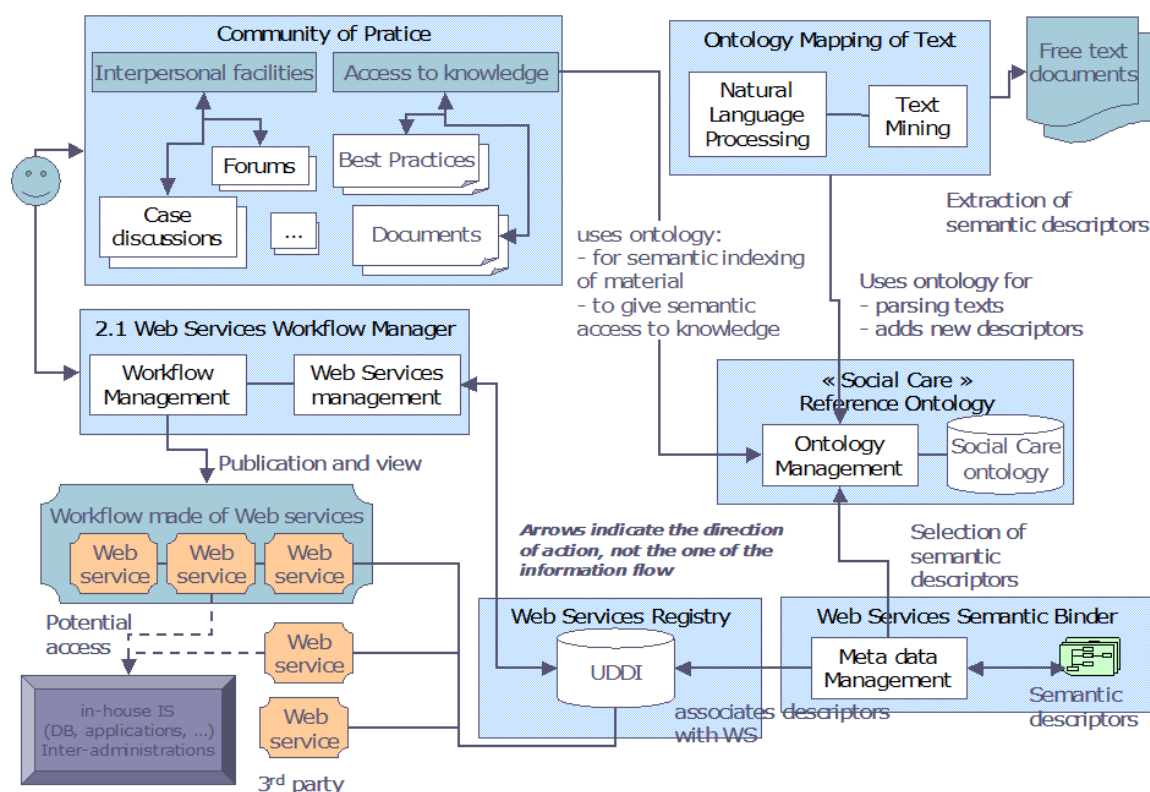 Community of Pratice
Interpersonal facilities
Access to knowledge
Forums
Case
discussions
...
Best Practices
Documents
Ontology Mapping of Text
Natural
Language
Processing
Text
Mining
Free text
documents
Extraction of
semantic descriptors
uses ontology:
- for semantic indexing
of material
- to give semantic
access to knowledge
Uses ontology for
- parsing texts
- adds new descriptors
2.1 Web Services Workflow Manager
Workflow
Management
Web Services
management
« Social Care »
Reference Ontology
Ontology
Management
Social Care
ontology
Publication and view
Workflow made of Web services
Web
service
Web
service
Web
service
Arrows indicate the direction
of action, not the one of the
information flow
Selection of
semantic
descriptors
Potential
access
Web
service
Web
service
3rd party
in-house IS
(DB, applications, ...)
Inter-administrations
Web Services Registry
UDDI
associates descriptors
with WS
Web Services Semantic Binder
Meta data
Management
Semantic
descriptors